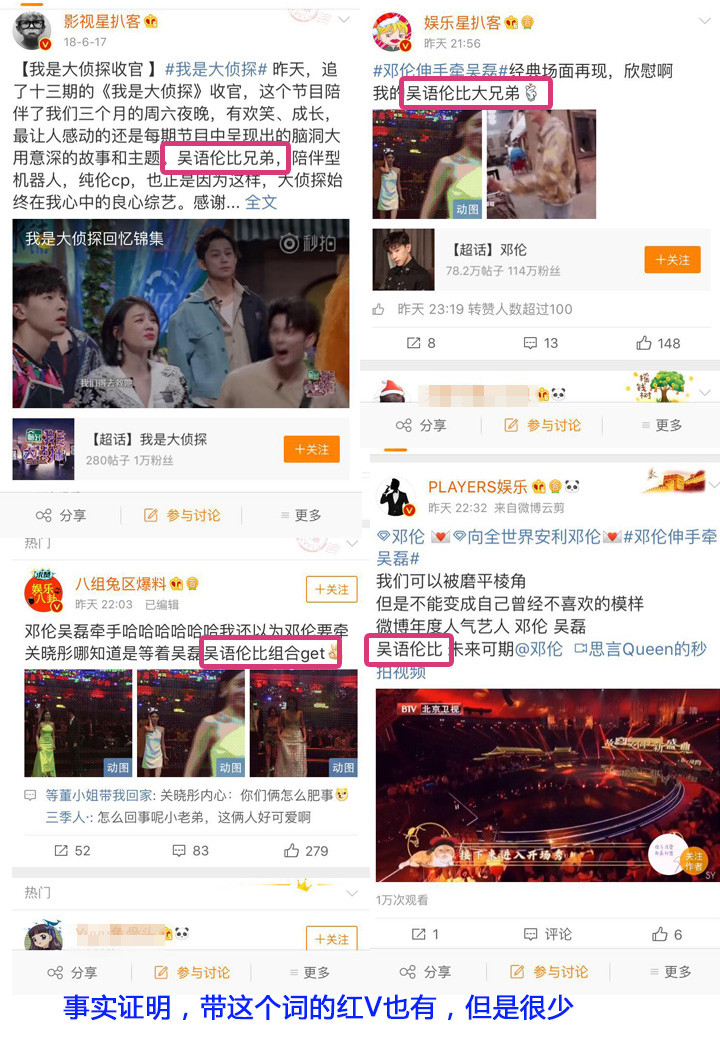 影视星扒客
18-6-17
【我是大侦探收官 】#我是大侦探# 昨天，追
了十三期的《我是大侦探》收官，这个节目陪
伴了我们三个月的周六夜晚，有欢笑、成长，
最让人感动的还是每期节目中呈现出的脑洞大
用意深的故事和主题，吴语伦比兄弟，陪伴型
机器人，纯伦cp，也正是因为这样，大侦探始
终在我心中的良心综艺。感谢... 全文
我是大侦探回忆锦集
秒拍
我们得去救他
【超话】我是大侦探
280帖子 1万粉丝
+关注
分享
参与讨论
更多
热门
八组兔区爆料
昨天 22:03 已编辑
+关注
邓伦吴磊牵手哈哈哈哈哈哈我还以为邓伦要牵
关晓彤哪知道是等着吴磊吴语伦比组合get
动图
动图
动图
等董小姐带我回家: 关晓彤内心：你们俩怎么肥事
三季人·: 怎么回事呢小老弟，这俩人好可爱啊
52
83
279
热门
+关注
分享
参与讨论
更多
娱乐星扒客
昨天 21:56
#邓伦伸手牵吴磊#经典场面再现，欣慰啊
我的吴语伦比大兄弟
动图
【超话】邓伦
78.2万帖子 114万粉丝
+关注
昨天 23:19 转赞人数超过100
8
13
148
摇钱树
分享
参与讨论
更多
PLAYERS娱乐
昨天 22:32 来自微博云剪
邓伦 向全世界安利邓伦 #邓伦伸手牵
吴磊#
我们可以被磨平棱角
但是不能变成自己曾经不喜欢的模样
微博年度人气艺人 邓伦 吴磊
吴语伦比 未来可期@邓伦 思言Queen的秒
拍视频
BTV 北京卫视
接下来进入开场秀
关注
作者
SY
1万次观看
1
评论
6
分享
参与讨论
更多
事实证明，带这个词的红V也有，但是很少